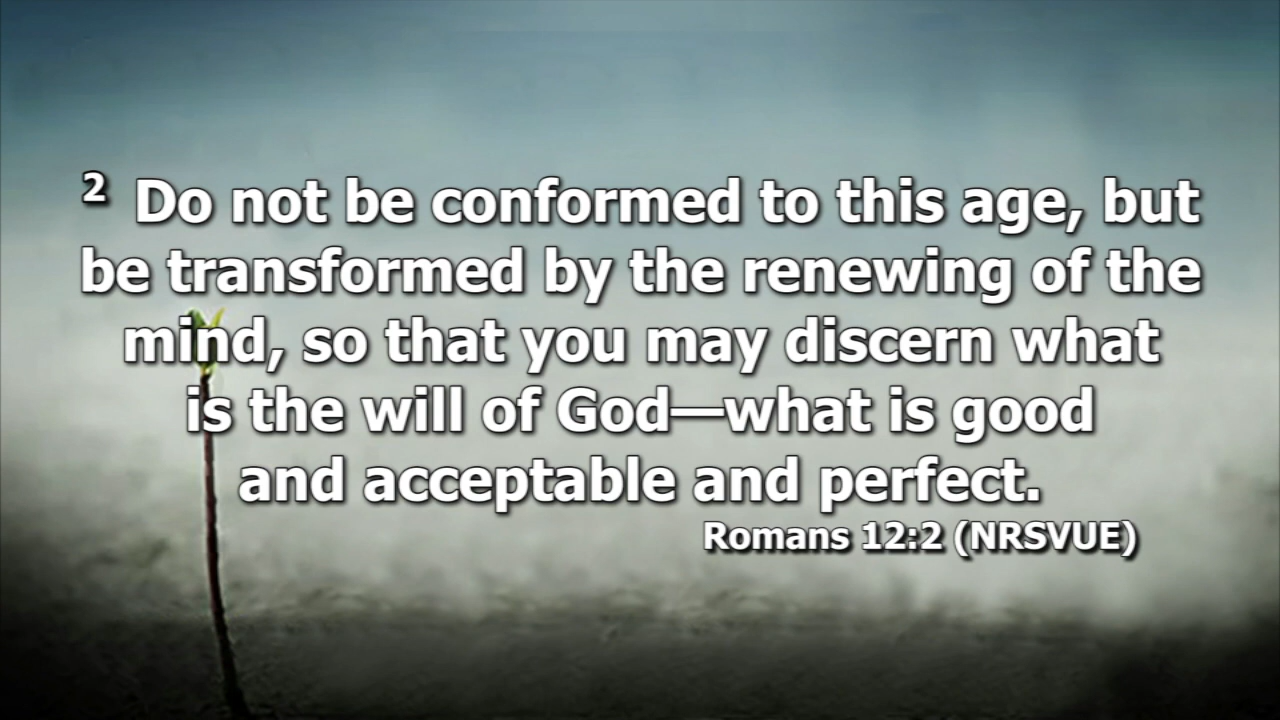 ² Do not be conformed to this age, but
be transformed by the renewing of the
mind, so that you may discern what
is the will of God—what is good
and acceptable and perfect.
Romans 12:2 (NRSVUE)